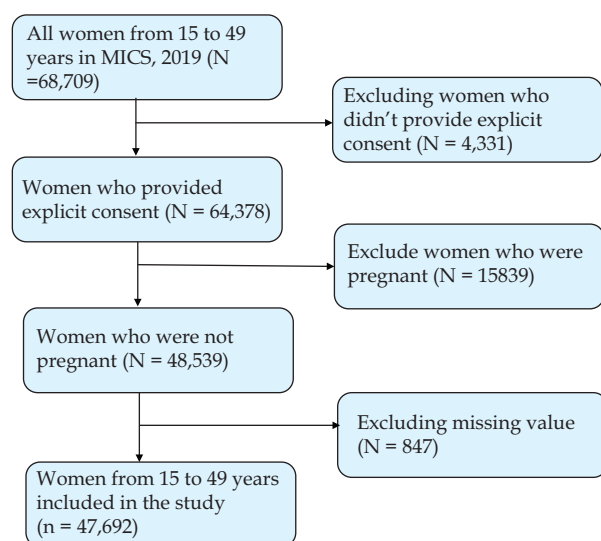 All women from 15 to 49
years in MICS, 2019 (N
=68,709)
Excluding women who
didn’t provide explicit
consent (N = 4,331)
Women who provided
explicit consent (N = 64,378)
Exclude women who were
pregnant (N = 15839)
Women who were not
pregnant (N = 48,539)
Excluding missing value
(N = 847)
Women from 15 to 49 years
included in the study
(n = 47,692)